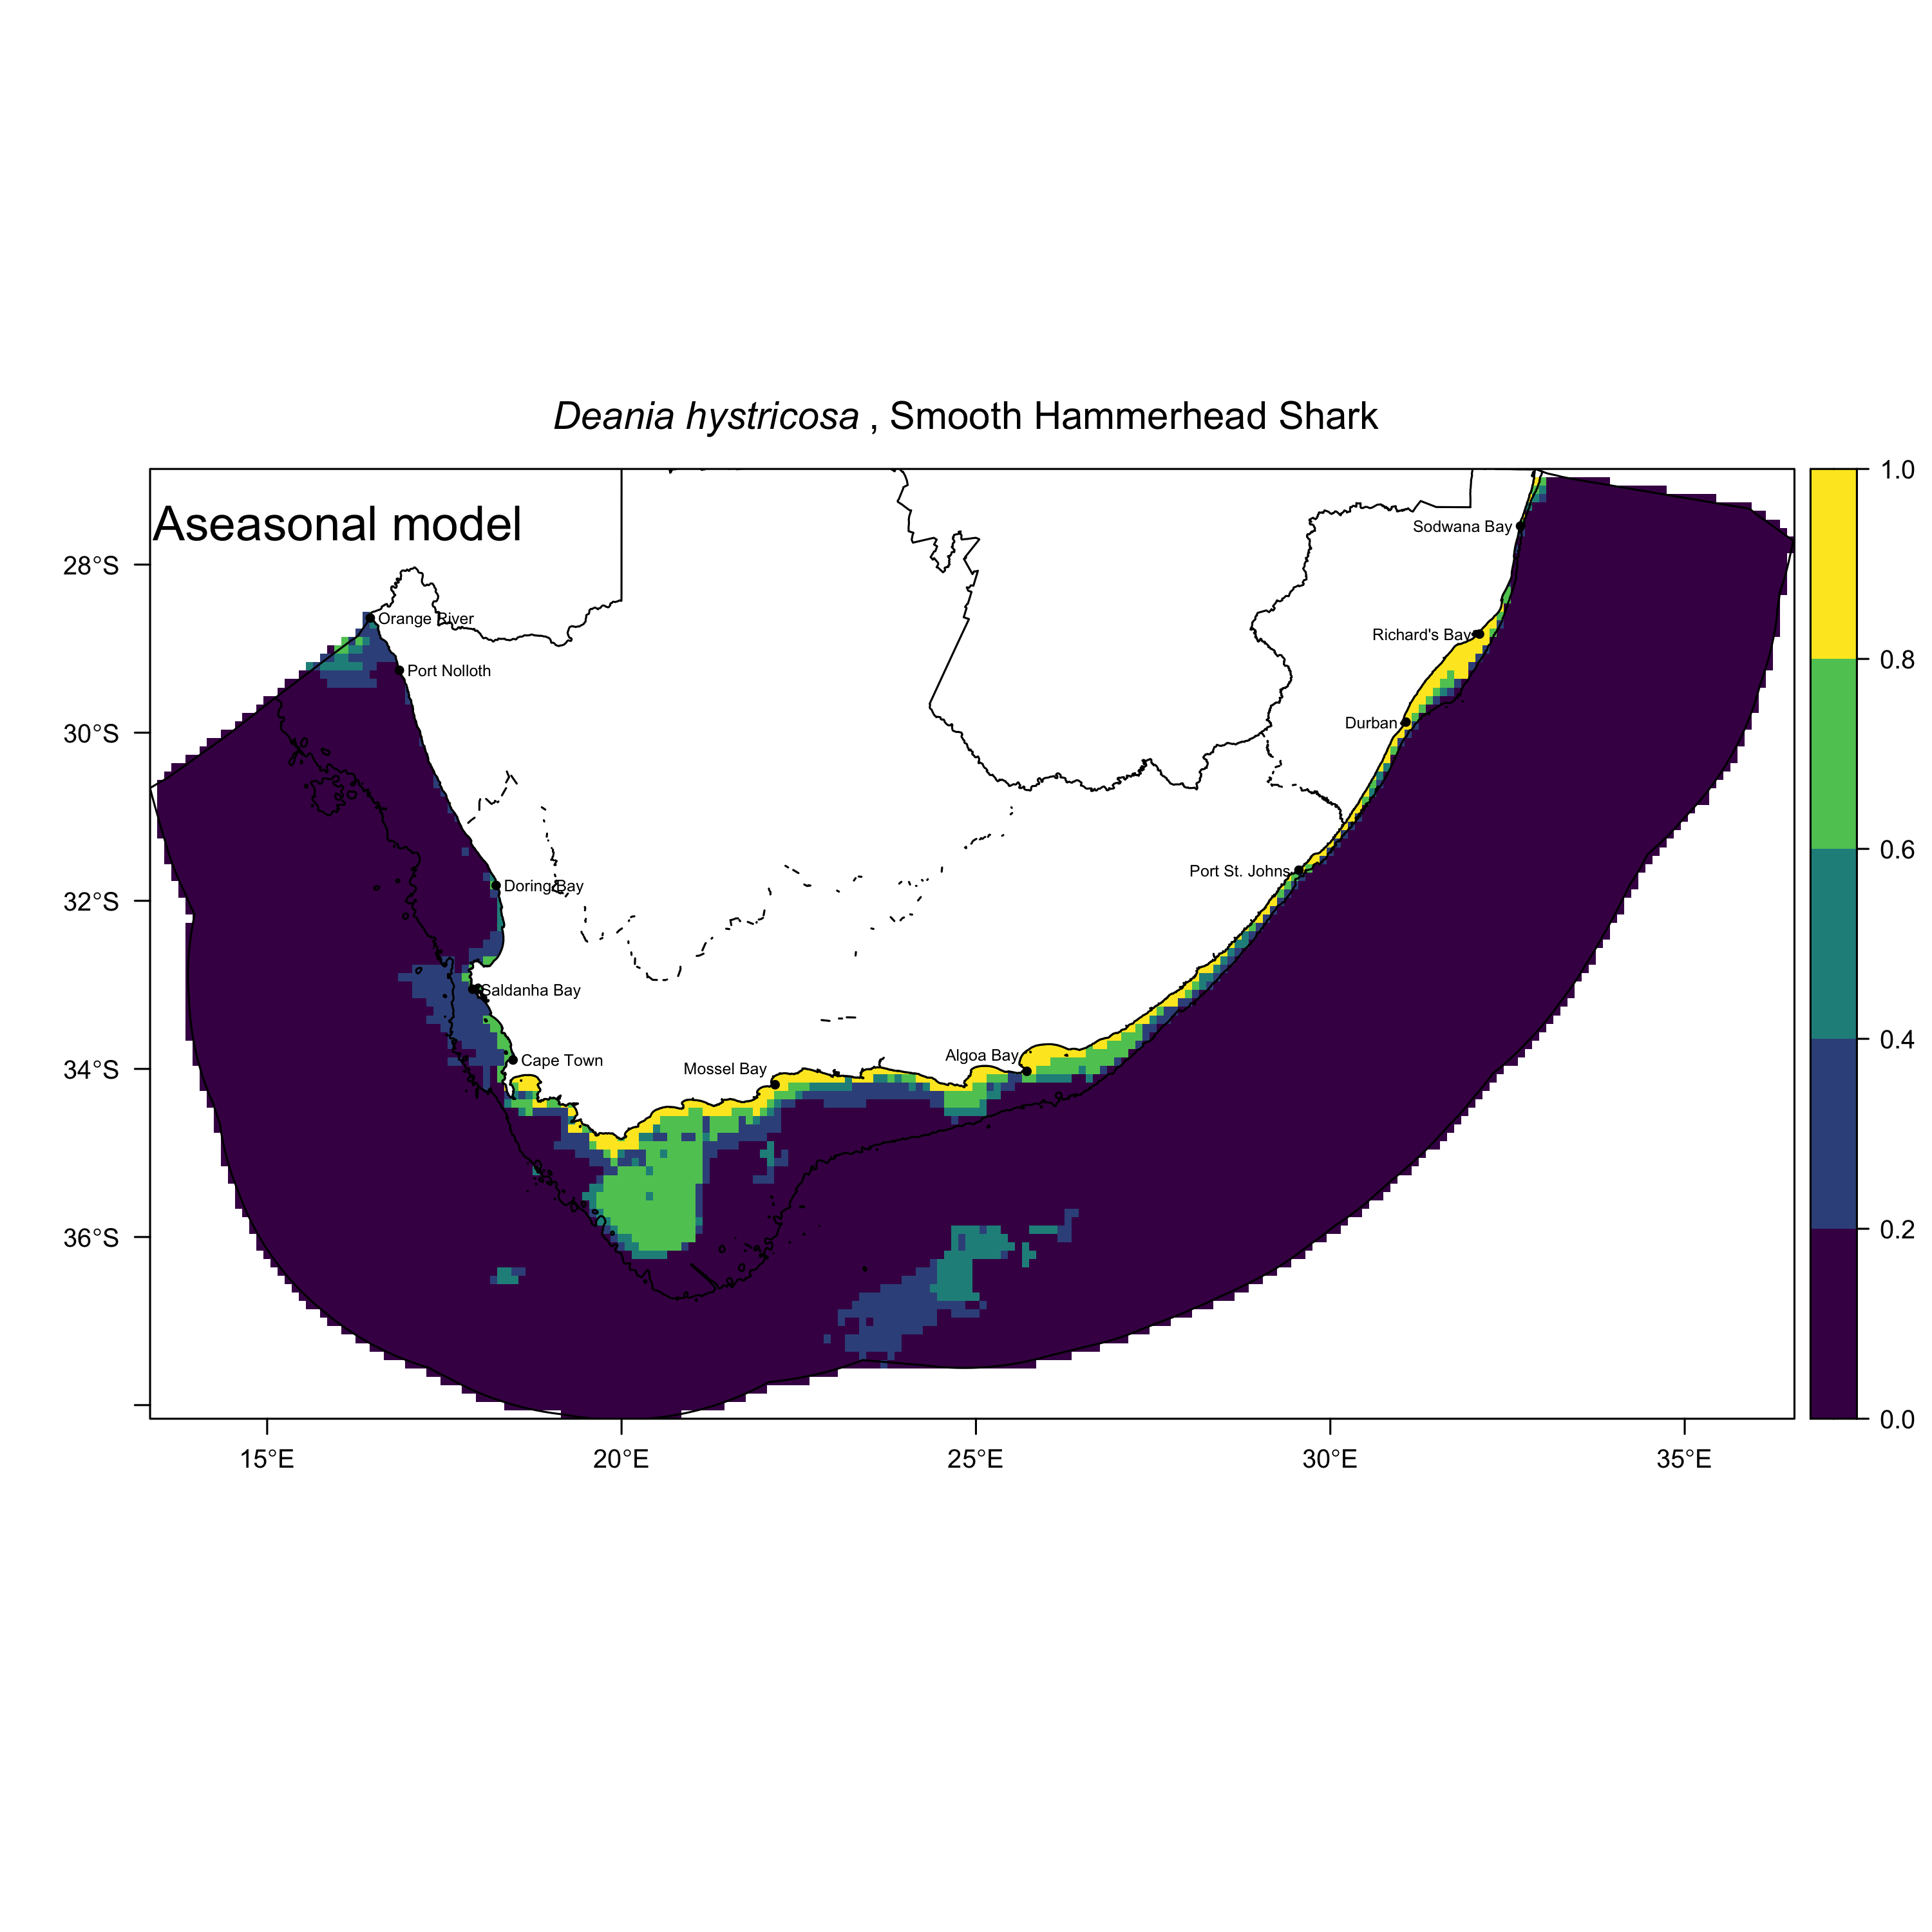 Deania hystricosa , Smooth Hammerhead Shark
Aseasonal model
1.0
0.8
0.6
0.4
0.2
0.0
28°S
30°S
32°S
34°S
36°S
Sodwana Bay
Orange River
Richard's Bay
Port Nolloth
Durban
Port St. Johns
Doring Bay
Saldanha Bay
Cape Town
Mossel Bay
Algoa Bay
15°E
20°E
25°E
30°E
35°E